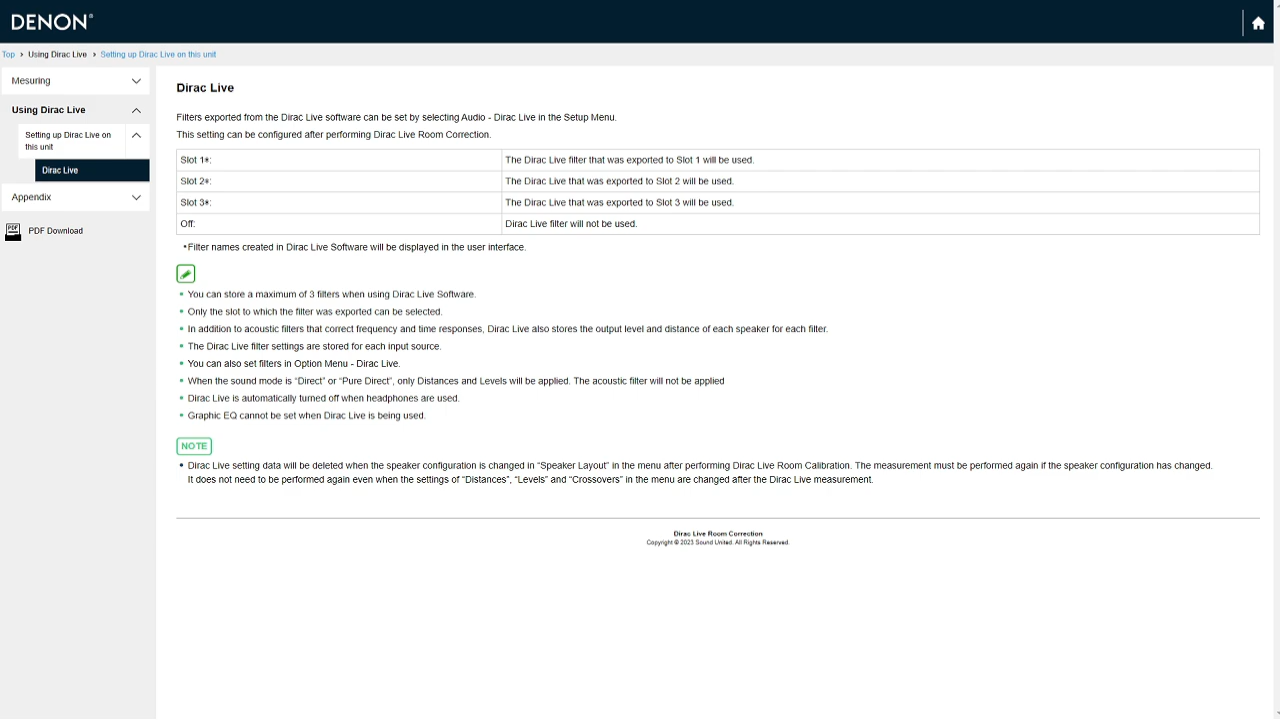 DENON®
Top › Using Dirac Live › Setting up Dirac Live on this unit
Mesuring
Using Dirac Live
Setting up Dirac Live on
this unit
Dirac Live
Appendix
PDF PDF Download
Dirac Live
Filters exported from the Dirac Live software can be set by selecting Audio - Dirac Live in the Setup Menu.
This setting can be configured after performing Dirac Live Room Correction.
Slot 1*: The Dirac Live filter that was exported to Slot 1 will be used.
Slot 2*: The Dirac Live that was exported to Slot 2 will be used.
Slot 3*: The Dirac Live that was exported to Slot 3 will be used.
Off: Dirac Live filter will not be used.
•Filter names created in Dirac Live Software will be displayed in the user interface.
• You can store a maximum of 3 filters when using Dirac Live Software.
• Only the slot to which the filter was exported can be selected.
• In addition to acoustic filters that correct frequency and time responses, Dirac Live also stores the output level and distance of each speaker for each filter.
• The Dirac Live filter settings are stored for each input source.
• You can also set filters in Option Menu - Dirac Live.
• When the sound mode is “Direct” or “Pure Direct”, only Distances and Levels will be applied. The acoustic filter will not be applied
• Dirac Live is automatically turned off when headphones are used.
• Graphic EQ cannot be set when Dirac Live is being used.
NOTE
• Dirac Live setting data will be deleted when the speaker configuration is changed in “Speaker Layout” in the menu after performing Dirac Live Room Calibration. The measurement must be performed again if the speaker configuration has changed.
It does not need to be performed again even when the settings of “Distances”, “Levels” and “Crossovers” in the menu are changed after the Dirac Live measurement.
Dirac Live Room Correction
Copyright © 2023 Sound United. All Rights Reserved.